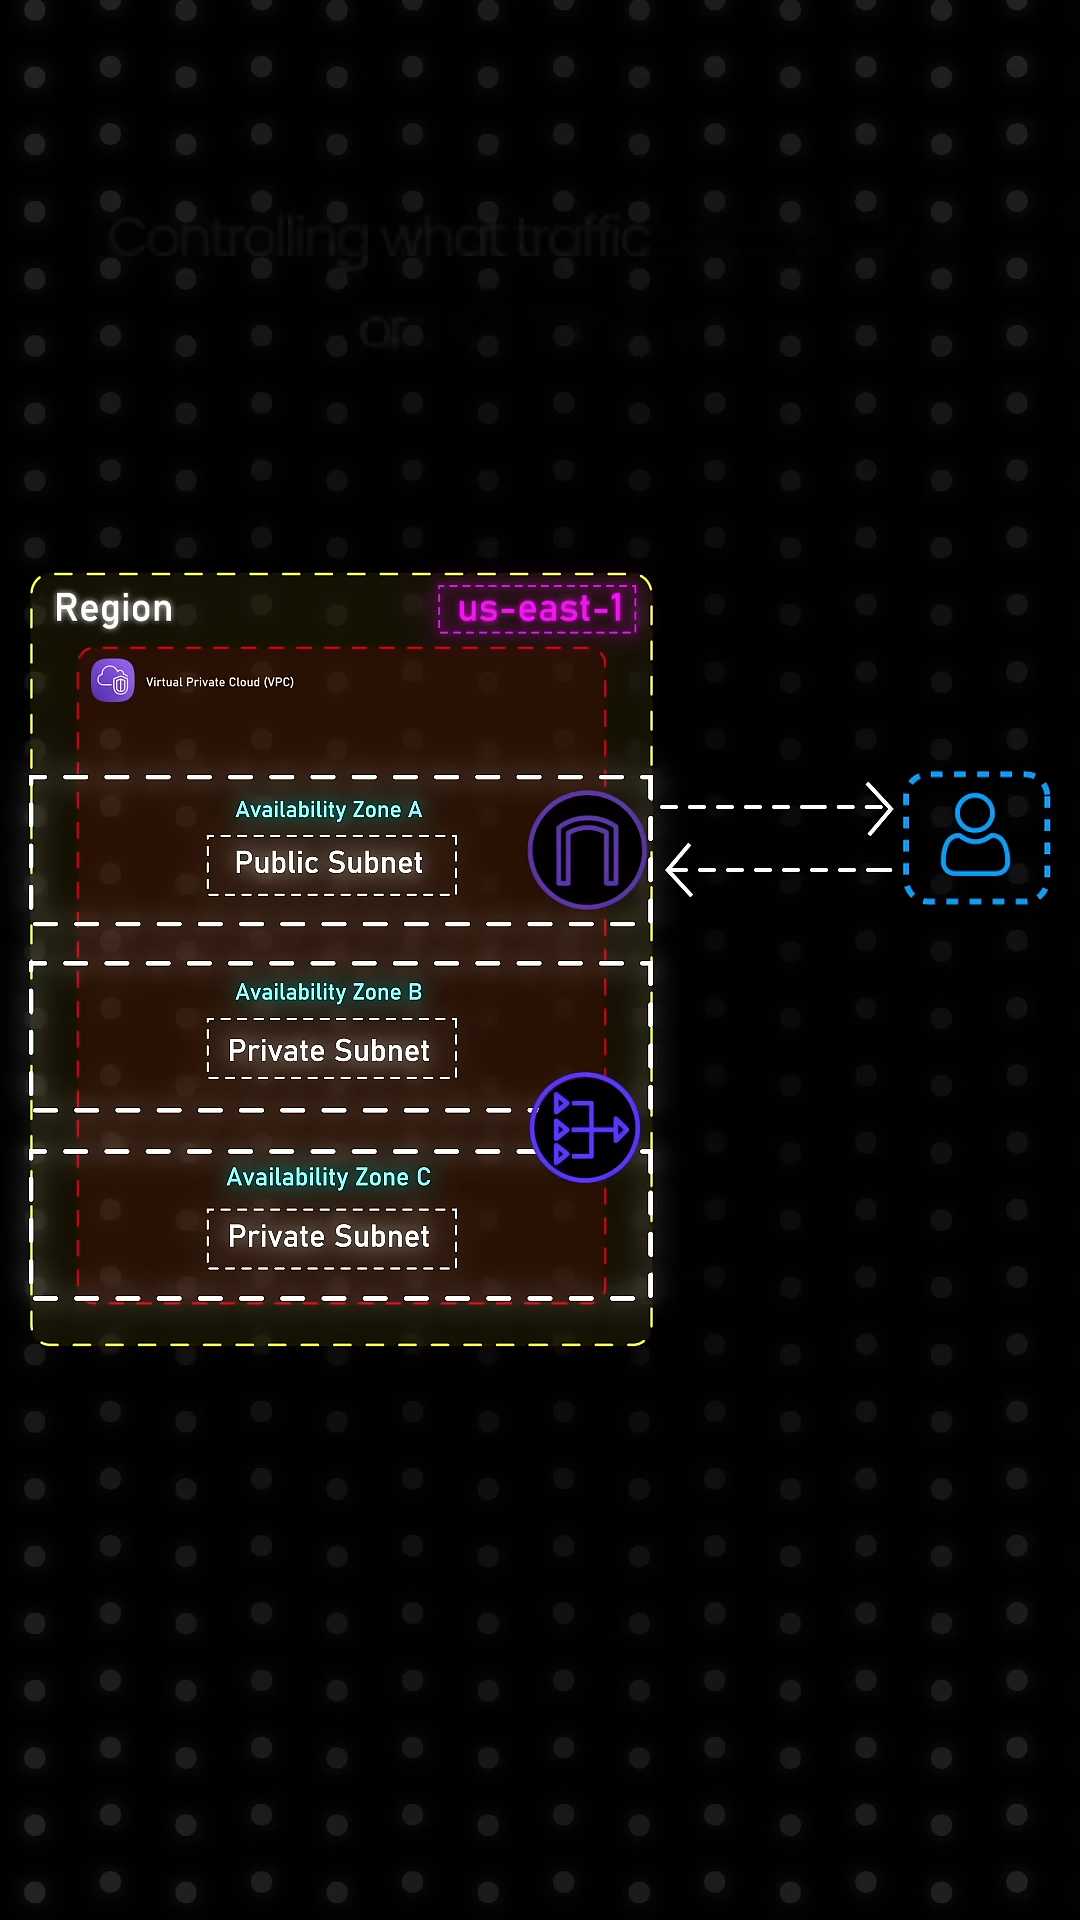 Controlling what traffic
or
Region
us-east-1
Virtual Private Cloud (VPC)
Availability Zone A
Public Subnet
Availability Zone B
Private Subnet
Availability Zone C
Private Subnet